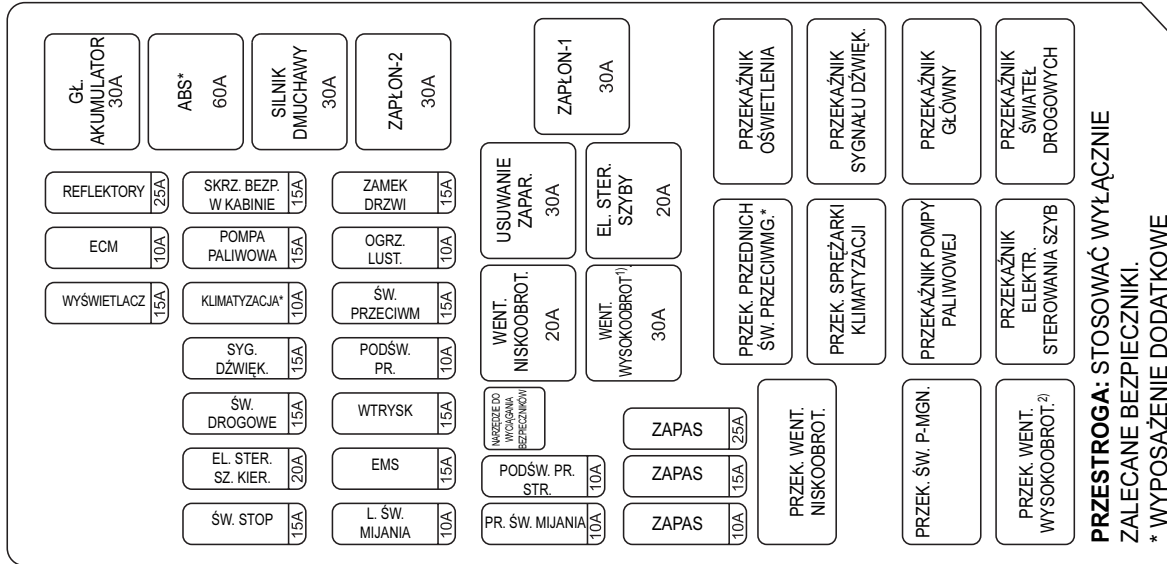 GŁ.
AKUMULATOR
30A
ABS*
60A
SILNIK
DMUCHAWY
30A
ZAPŁON-2
30A
ZAPŁON-1
30A
REFLEKTORY
25A
ECM
10A
WYŚWIETLACZ
15A
SKRZ. BEZP.
W KABINIE
15A
POMPA
PALIWOWA
15A
KLIMATYZACJA*
10A
SYG.
DŹWIĘK.
15A
ŚW.
DROGOWE
15A
EL. STER.
SZ. KIER.
20A
ŚW. STOP
15A
ZAMEK
DRZWI
15A
OGRZ.
LUST.
10A
ŚW.
PRZECIWM
15A
PODŚW.
PR.
10A
WTRYSK
15A
EMS
15A
L. ŚW.
MIJANIA
10A
USUWANIE
ZAPAR.
30A
EL. STER.
SZYBY
20A
WENT.
NISKOOBROT.
20A
WENT.
WYSOKOOBROT¹⁾.
30A
NARZĘDZIE DO
WYCIĄGANIA
BEZPIECZNIKÓW
PODŚW. PR.
STR.
10A
PR. ŚW. MIJANIA
10A
ZAPAS
25A
ZAPAS
15A
ZAPAS
10A
PRZEKAŹNIK
OŚWIETLENIA
PRZEKAŹNIK
SYGNAŁU DŹWIĘK.
PRZEKAŹNIK
GŁÓWNY
PRZEKAŹNIK
ŚWIATEŁ
DROGOWYCH
PRZEK. PRZEDNICH
ŚW. PRZECIWMG.*
PRZEK. SPRĘŻARKI
KLIMATYZACJI
PRZEKAŹNIK POMPY
PALIWOWEJ
PRZEKAŹNIK
ELEKTR.
STEROWANIA SZYB
PRZEK. WENT.
NISKOOBROT.
PRZEK. ŚW. P-MGN.
PRZEK. WENT.
WYSOKOOBROT.²⁾
PRZESTROGA: STOSOWAĆ WYŁĄCZNIE
ZALECANE BEZPIECZNIKI.
* WYPOSAŻENIE DODATKOWE